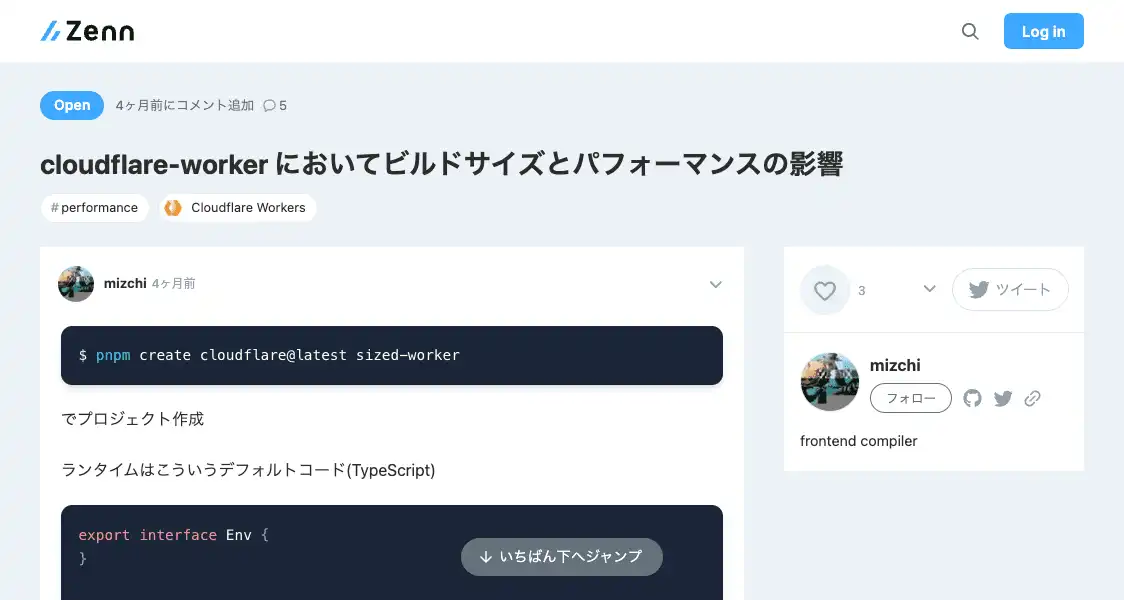 Zenn
Log in
Open 4ヶ月前にコメント追加 5
cloudflare-worker においてビルドサイズとパフォーマンスの影響
# performance Cloudflare Workers
mizchi 4ヶ月前
$ pnpm create cloudflare@latest sized-worker
でプロジェクト作成
ランタイムはこういうデフォルトコード(TypeScript)
export interface Env {
}
↓ いちばん下へジャンプ
3 ツイート
mizchi
フォロー
frontend compiler